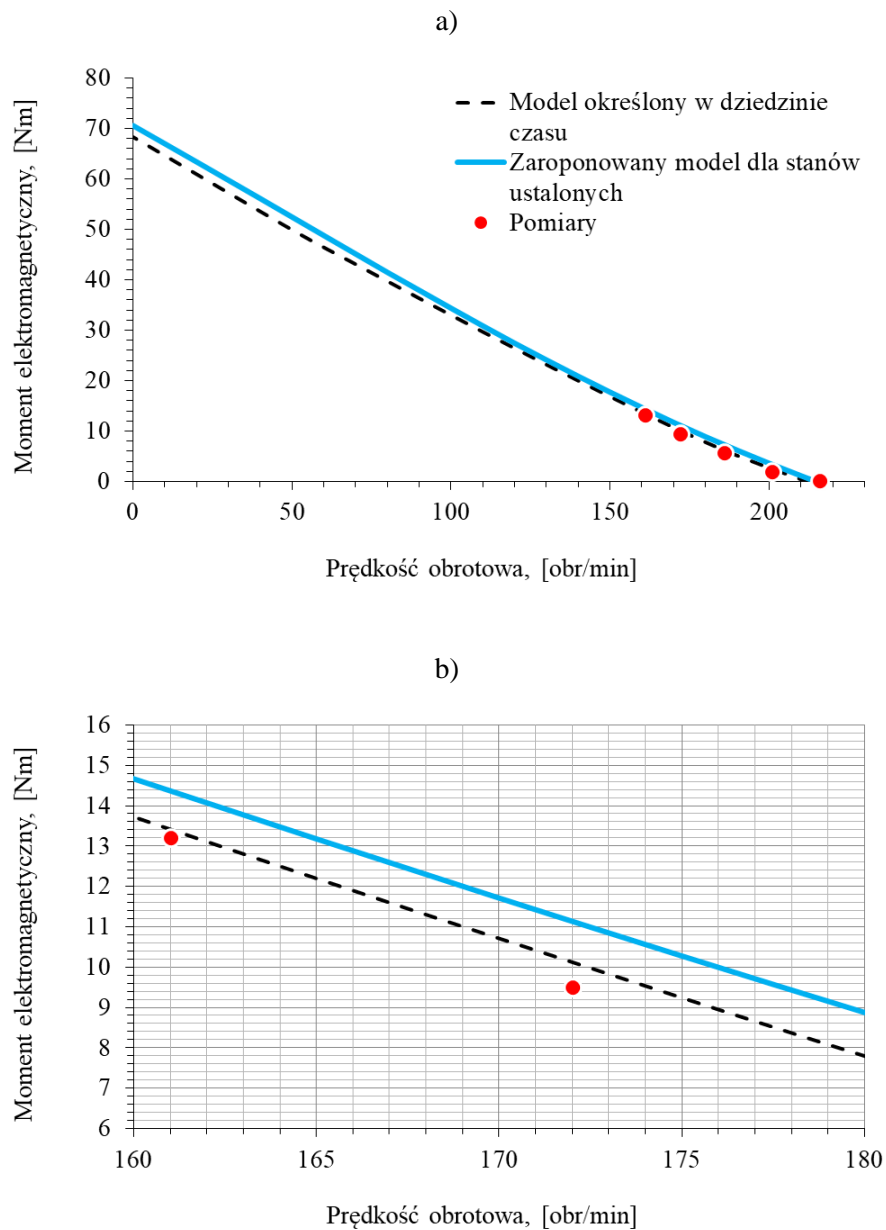 a)
Moment elektromagnetyczny, [Nm]
80
70
60
50
40
30
20
10
0
Model określony w dziedzinie
czasu
Zaroponowany model dla stanów
ustalonych
Pomiary
0 50 100 150 200
Prędkość obrotowa, [obr/min]
b)
Moment elektromagnetyczny, [Nm]
16
15
14
13
12
11
10
9
8
7
6
160 165 170 175 180
Prędkość obrotowa, [obr/min]